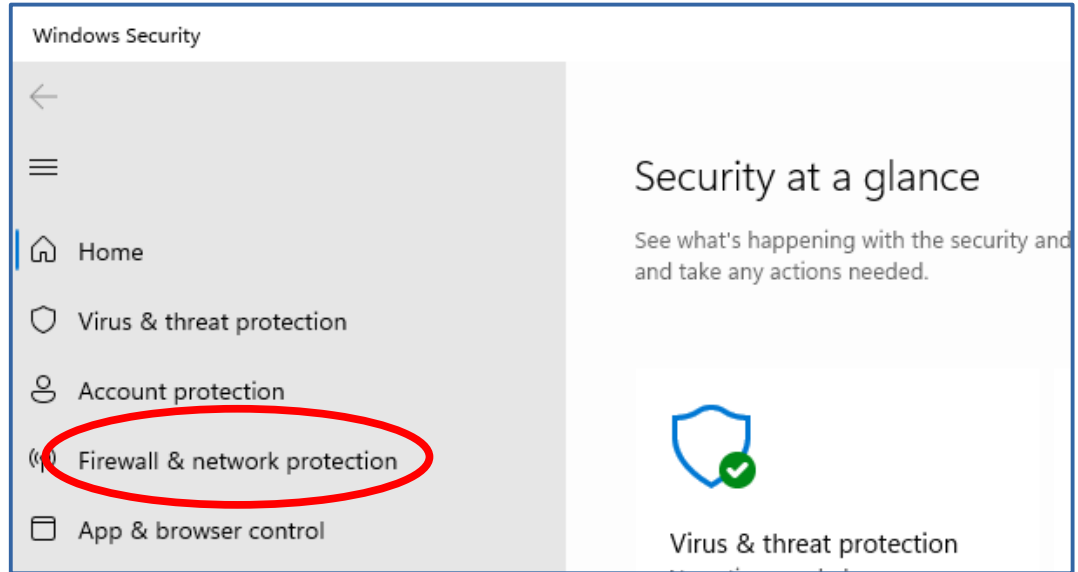 Windows Security
Home
Virus & threat protection
Account protection
Firewall & network protection
App & browser control
Security at a glance
See what's happening with the security and
and take any actions needed.
Virus & threat protection